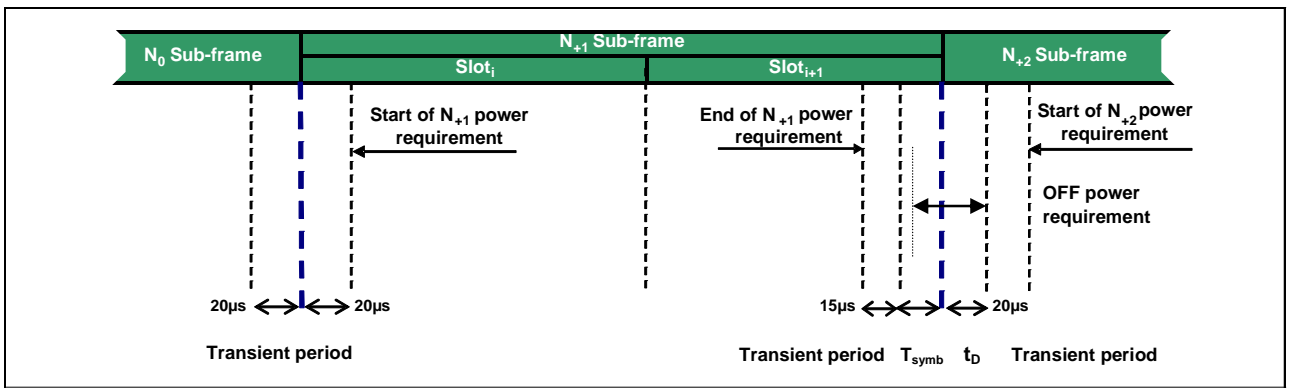 N+1 Sub-frame
N0 Sub-frame
N+2 Sub-frame
Sloti
Sloti+1
Start of N+1 power
requirement
End of N+1 power
requirement
Start of N+2 power
requirement
OFF power
requirement
20µs
20µs
15µs
20µs
Transient period
Transient period
Tsymb
tD
Transient period